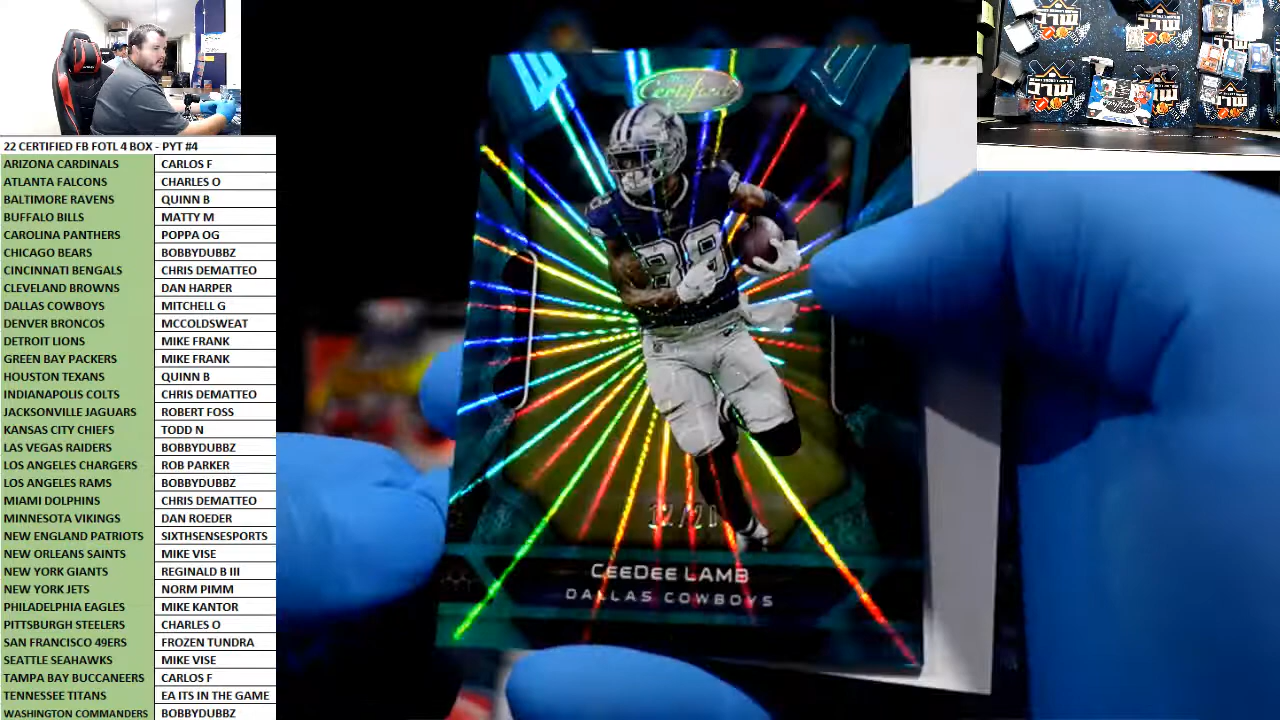 22 CERTIFIED FB FOTL 4 BOX - PYT #4
ARIZONA CARDINALS CARLOS F
ATLANTA FALCONS CHARLES O
BALTIMORE RAVENS QUINN B
BUFFALO BILLS MATTY M
CAROLINA PANTHERS POPPA OG
CHICAGO BEARS BOBBYDUBBZ
CINCINNATI BENGALS CHRIS DEMATTEO
CLEVELAND BROWNS DAN HARPER
DALLAS COWBOYS MITCHELL G
DENVER BRONCOS MCCOLDSWEAT
DETROIT LIONS MIKE FRANK
GREEN BAY PACKERS MIKE FRANK
HOUSTON TEXANS QUINN B
INDIANAPOLIS COLTS CHRIS DEMATTEO
JACKSONVILLE JAGUARS ROBERT FOSS
KANSAS CITY CHIEFS TODD N
LAS VEGAS RAIDERS BOBBYDUBBZ
LOS ANGELES CHARGERS ROB PARKER
LOS ANGELES RAMS BOBBYDUBBZ
MIAMI DOLPHINS CHRIS DEMATTEO
MINNESOTA VIKINGS DAN ROEDER
NEW ENGLAND PATRIOTS SIXTHSENSESPORTS
NEW ORLEANS SAINTS MIKE VISE
NEW YORK GIANTS REGINALD B III
NEW YORK JETS NORM PIMM
PHILADELPHIA EAGLES MIKE KANTOR
PITTSBURGH STEELERS CHARLES O
SAN FRANCISCO 49ERS FROZEN TUNDRA
SEATTLE SEAHAWKS MIKE VISE
TAMPA BAY BUCCANEERS CARLOS F
TENNESSEE TITANS EA ITS IN THE GAME
WASHINGTON COMMANDERS BOBBYDUBBZ
Certified
88
CEEDEE LAMB
DALLAS COWBOYS